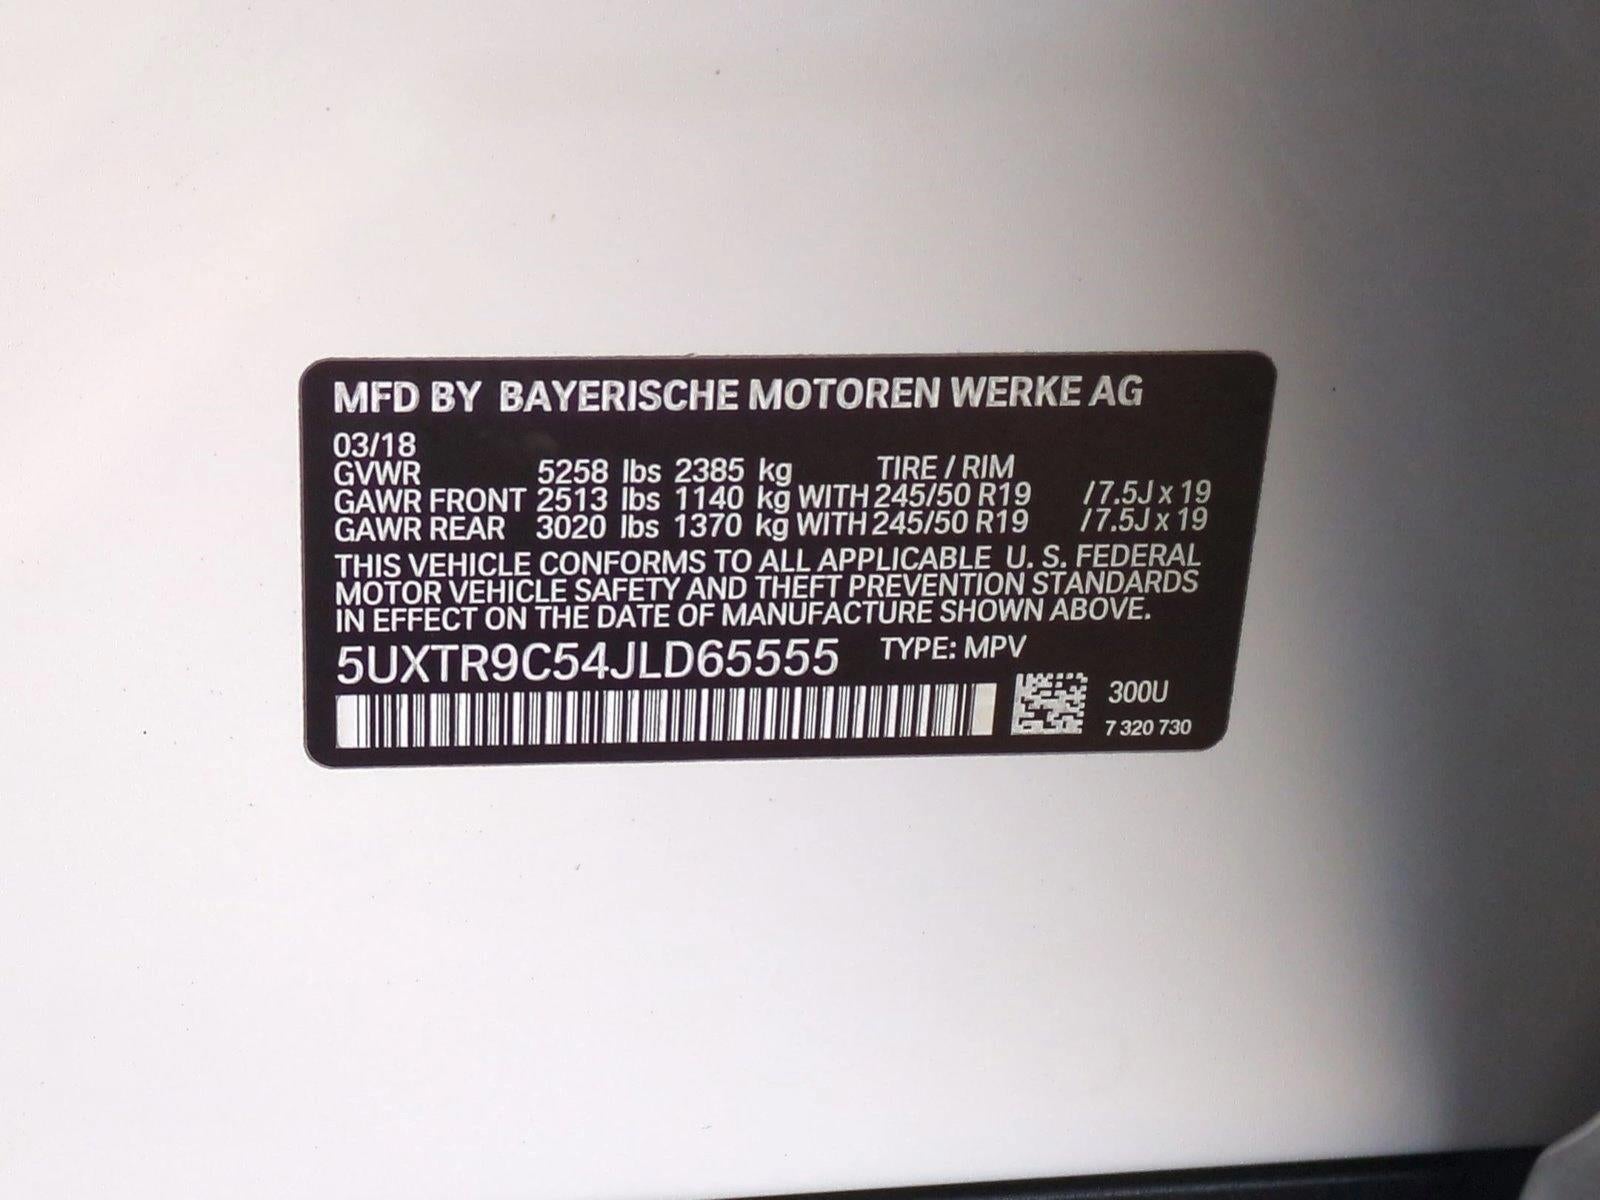 MFD BY BAYERISCHE MOTOREN WERKE AG
03/18
GVWR 5258 lbs 2385 kg TIRE / RIM
GAWR FRONT 2513 lbs 1140 kg WITH 245/50 R19 / 7.5J x 19
GAWR REAR 3020 lbs 1370 kg WITH 245/50 R19 / 7.5J x 19
THIS VEHICLE CONFORMS TO ALL APPLICABLE U. S. FEDERAL
MOTOR VEHICLE SAFETY AND THEFT PREVENTION STANDARDS
IN EFFECT ON THE DATE OF MANUFACTURE SHOWN ABOVE.
5UXTR9C54JLD65555 TYPE: MPV
300U
7 320 730